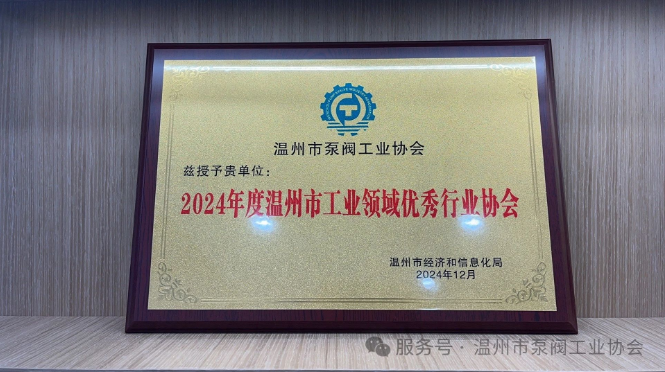 温州市泵阀工业协会
兹授予贵单位：
2024年度温州市工业领域优秀行业协会
温州市经济和信息化局
2024年12月
服务号 · 温州市泵阀工业协会